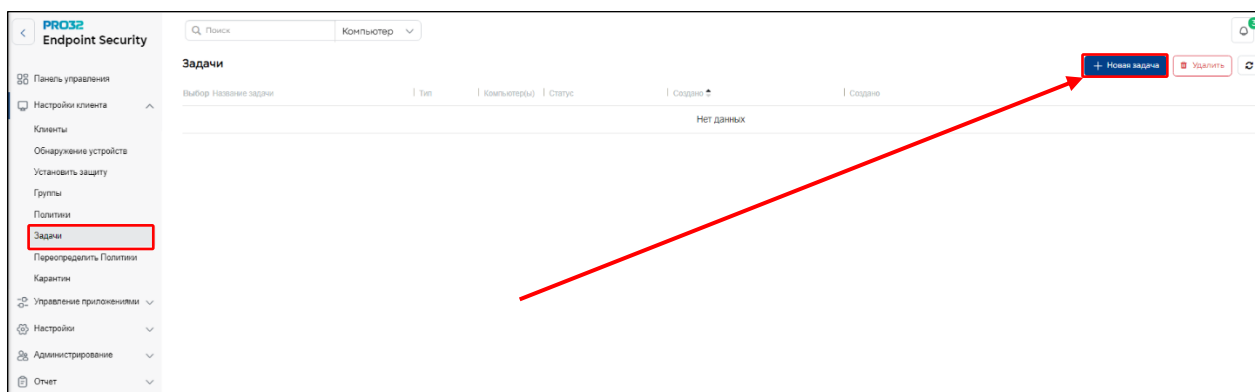 PRO32
Endpoint Security
Поиск
Компьютер
3
Задачи
Новая задача
Удалить
Выбор Название задачи Тип Компьютер(ы) Статус Создано Создано
Нет данных
Панель управления
Настройки клиента
Клиенты
Обнаружение устройств
Установить защиту
Группы
Политики
Задачи
Переопределить Политики
Карантин
Управление приложениями
Настройки
Администрирование
Отчет